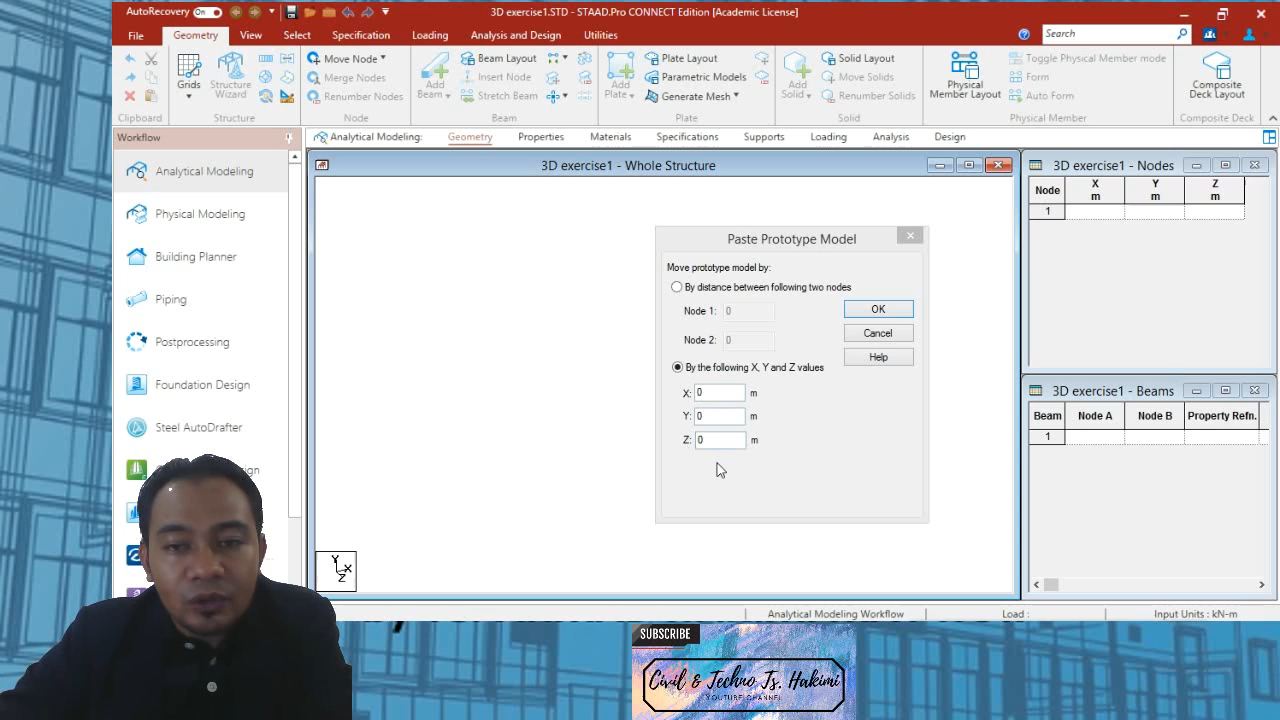 AutoRecovery On
3D exercise1.STD - STAAD.Pro CONNECT Edition [Academic License]
File Geometry View Select Specification Loading Analysis and Design Utilities
Search
Grids
Structure Wizard
Structure
Clipboard
Move Node
Merge Nodes
Renumber Nodes
Node
Add Beam
Beam Layout
Insert Node
Stretch Beam
Beam
Add Plate
Plate Layout
Parametric Models
Generate Mesh
Plate
Add Solid
Solid Layout
Move Solids
Renumber Solids
Solid
Physical Member Layout
Toggle Physical Member mode
Form
Auto Form
Physical Member
Composite Deck Layout
Composite Deck
Workflow
Analytical Modeling: Geometry Properties Materials Specifications Supports Loading Analysis Design
Analytical Modeling
Physical Modeling
Building Planner
Piping
Postprocessing
Foundation Design
Steel AutoDrafter
3D exercise1 - Whole Structure
Paste Prototype Model
Move prototype model by:
By distance between following two nodes
Node 1: 0
Node 2: 0
OK
Cancel
Help
By the following X, Y and Z values
X: 0 m
Y: 0 m
Z: 0 m
Y
X
Z
3D exercise1 - Nodes
Node X m Y m Z m
1
3D exercise1 - Beams
Beam Node A Node B Property Refn.
1
Analytical Modeling Workflow Load : Input Units : kN-m
SUBSCRIBE
Civil & Techno Ts. Hakimi
YOUTUBE CHANNEL